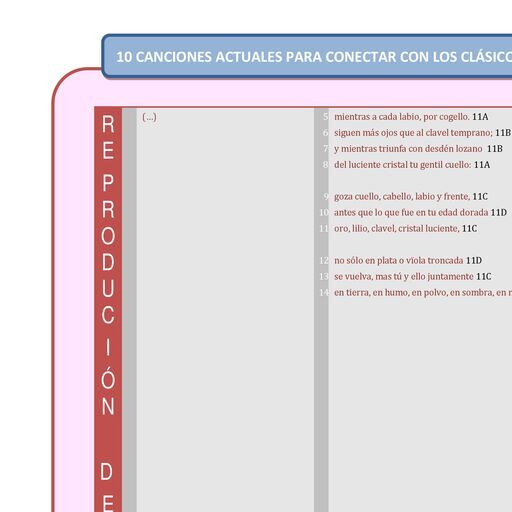 10 CANCIONES ACTUALES PARA CONECTAR CON LOS CLÁSICO
REPRODUCIÓN DE
(...)
5 mientras a cada labio, por cogello. 11A
6 siguen más ojos que al clavel temprano; 11B
7 y mientras triunfa con desdén lozano 11B
8 del luciente cristal tu gentil cuello: 11A
9 goza cuello, cabello, labio y frente, 11C
10 antes que lo que fue en tu edad dorada 11D
11 oro, lilio, clavel, cristal luciente, 11C
12 no sólo en plata o viola troncada 11D
13 se vuelva, mas tú y ello juntamente 11C
14 en tierra, en humo, en polvo, en sombra, en